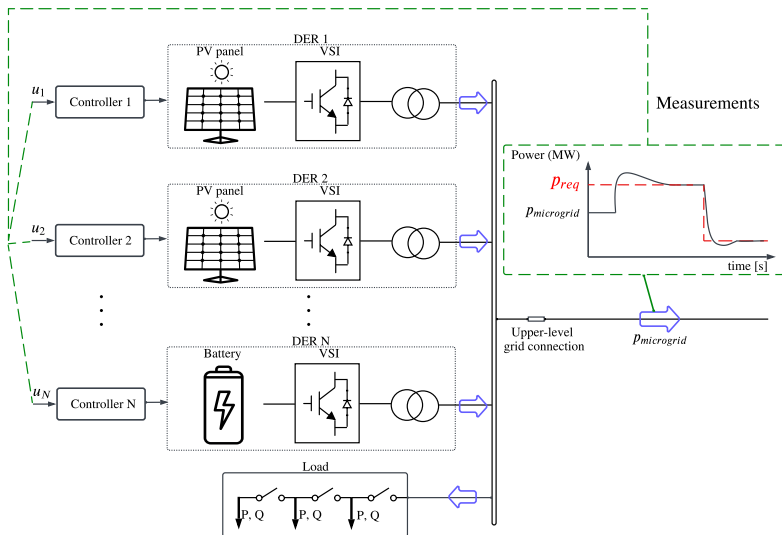 DER 1
PV panel
VSI
u1
Controller 1
Measurements
DER 2
PV panel
VSI
u2
Controller 2
Power (MW)
preq
pmicrogrid
time [s]
Upper-level
grid connection
pmicrogrid
DER N
Battery
VSI
uN
Controller N
Load
P, Q
P, Q
P, Q